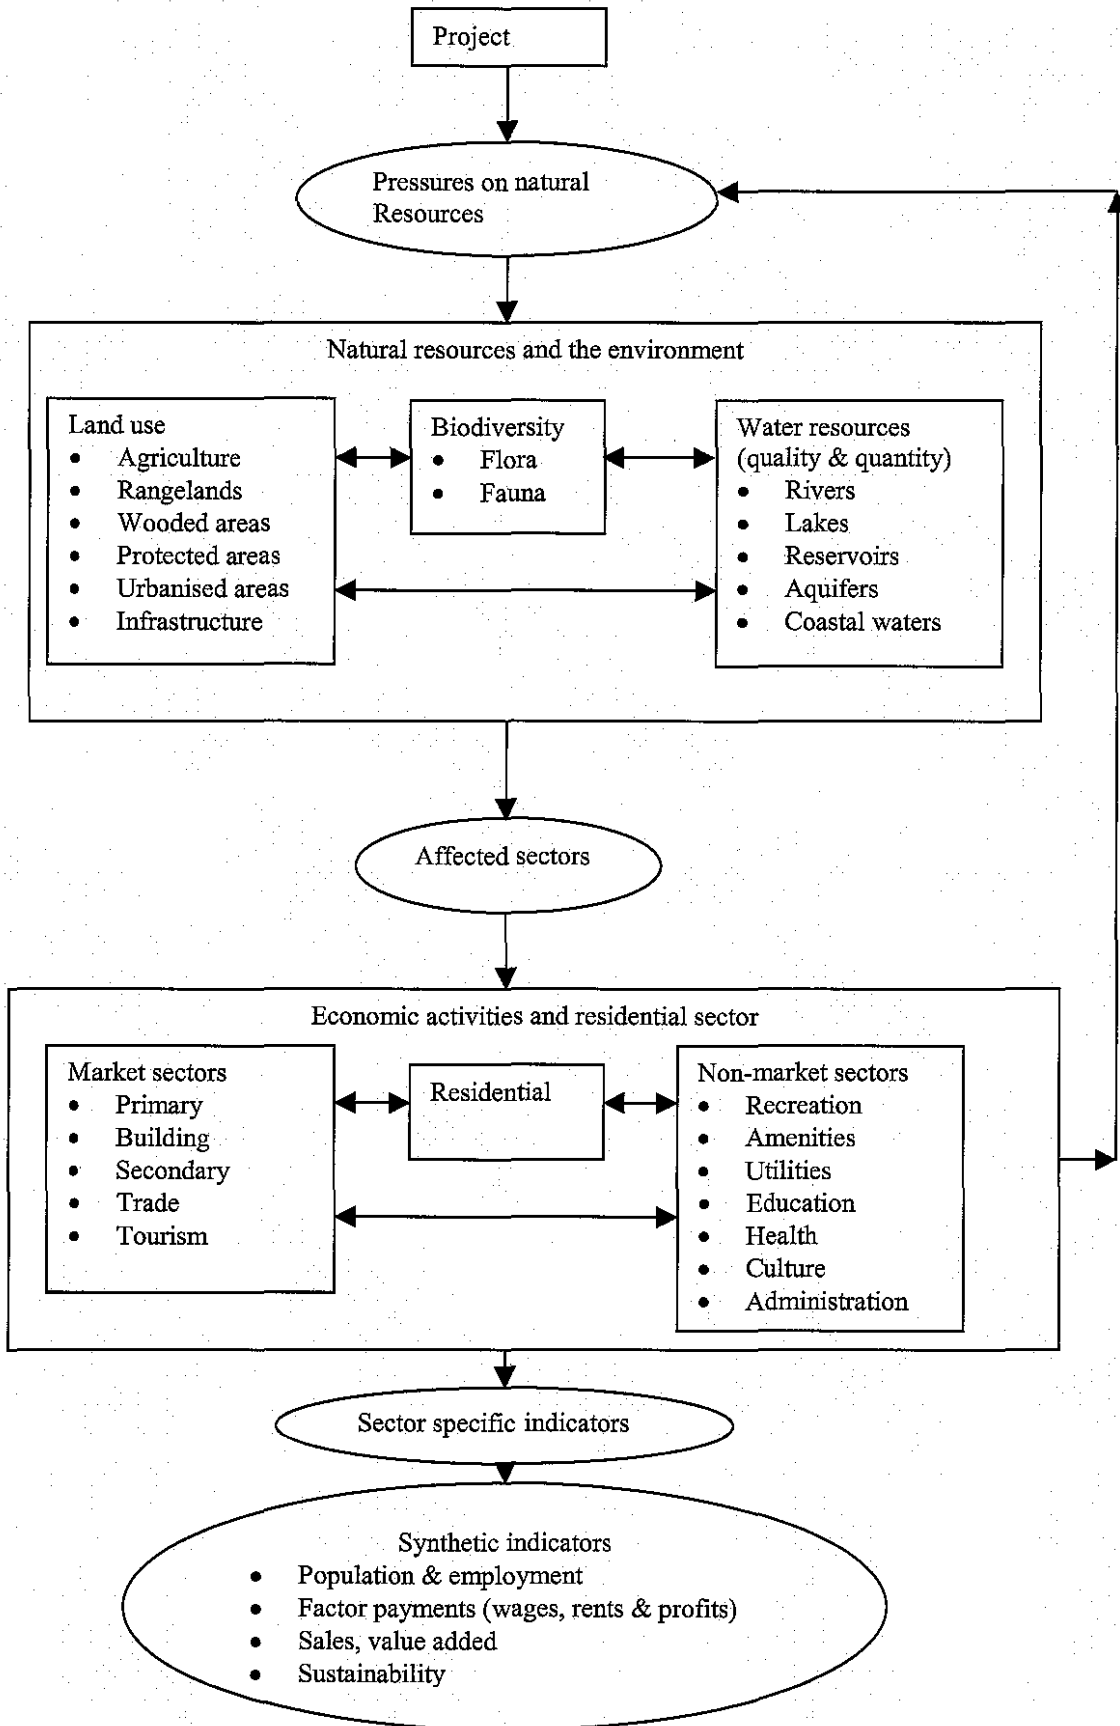 Project
Pressures on natural
Resources
Natural resources and the environment
Land use
• Agriculture
• Rangelands
• Wooded areas
• Protected areas
• Urbanised areas
• Infrastructure
Biodiversity
• Flora
• Fauna
Water resources
(quality & quantity)
• Rivers
• Lakes
• Reservoirs
• Aquifers
• Coastal waters
Affected sectors
Economic activities and residential sector
Market sectors
• Primary
• Building
• Secondary
• Trade
• Tourism
Residential
Non-market sectors
• Recreation
• Amenities
• Utilities
• Education
• Health
• Culture
• Administration
Sector specific indicators
Synthetic indicators
• Population & employment
• Factor payments (wages, rents & profits)
• Sales, value added
• Sustainability